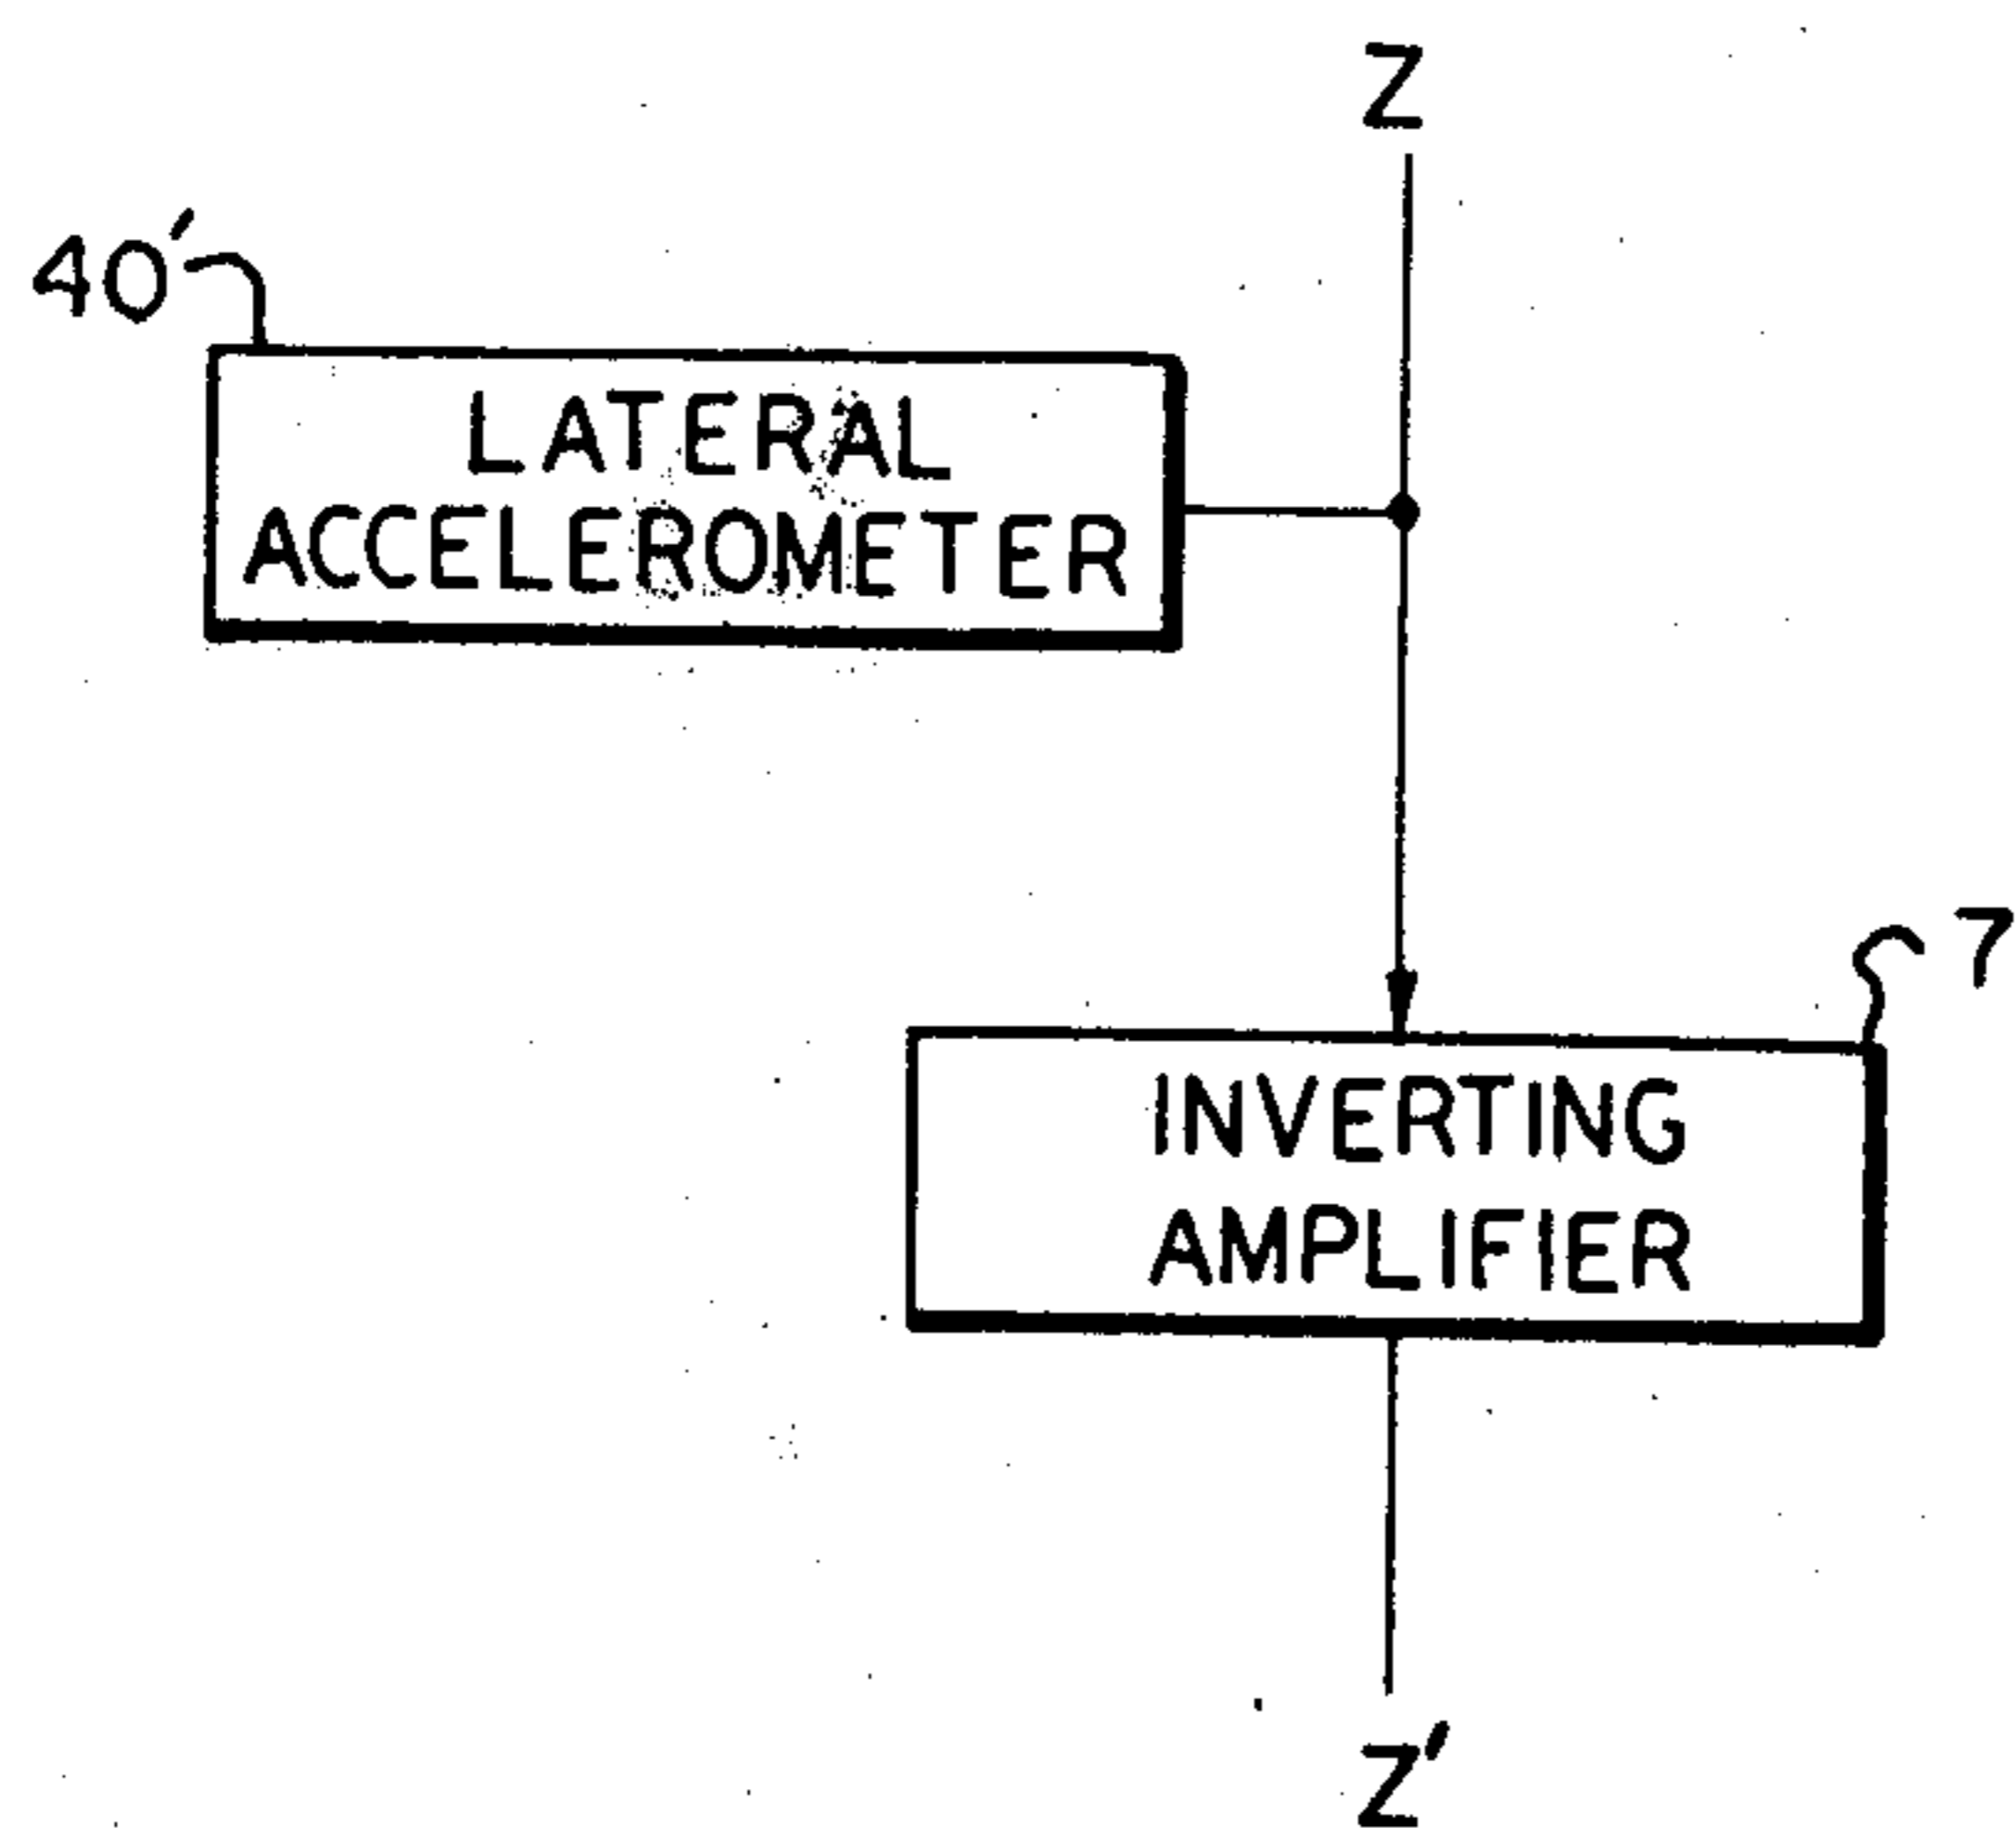 Z
40'
LATERAL
ACCELEROMETER
7
INVERTING
AMPLIFIER
Z'